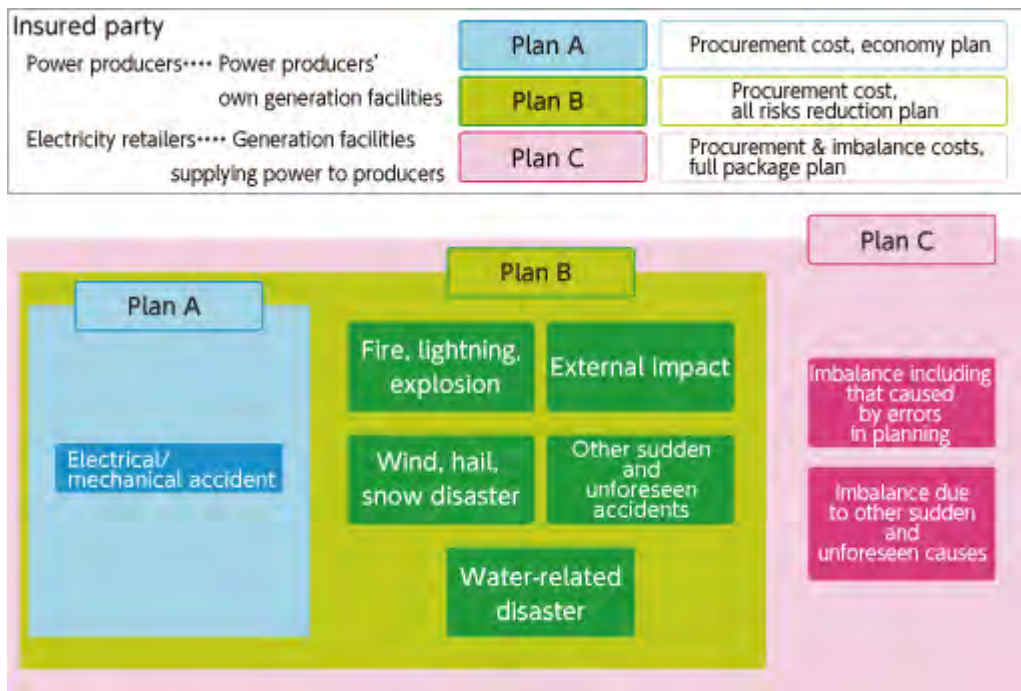 Insured party
Power producers···· Power producers'
own generation facilities
Electricity retailers···· Generation facilities
supplying power to producers
Plan A
Procurement cost, economy plan
Plan B
Procurement cost,
all risks reduction plan
Plan C
Procurement & imbalance costs,
full package plan
Plan C
Plan B
Plan A
Fire, lightning,
explosion
External Impact
Imbalance including
that caused
by errors
in planning
Electrical/
mechanical accident
Wind, hail,
snow disaster
Other sudden
and
unforeseen
accidents
Imbalance due
to other sudden
and
unforeseen causes
Water-related
disaster